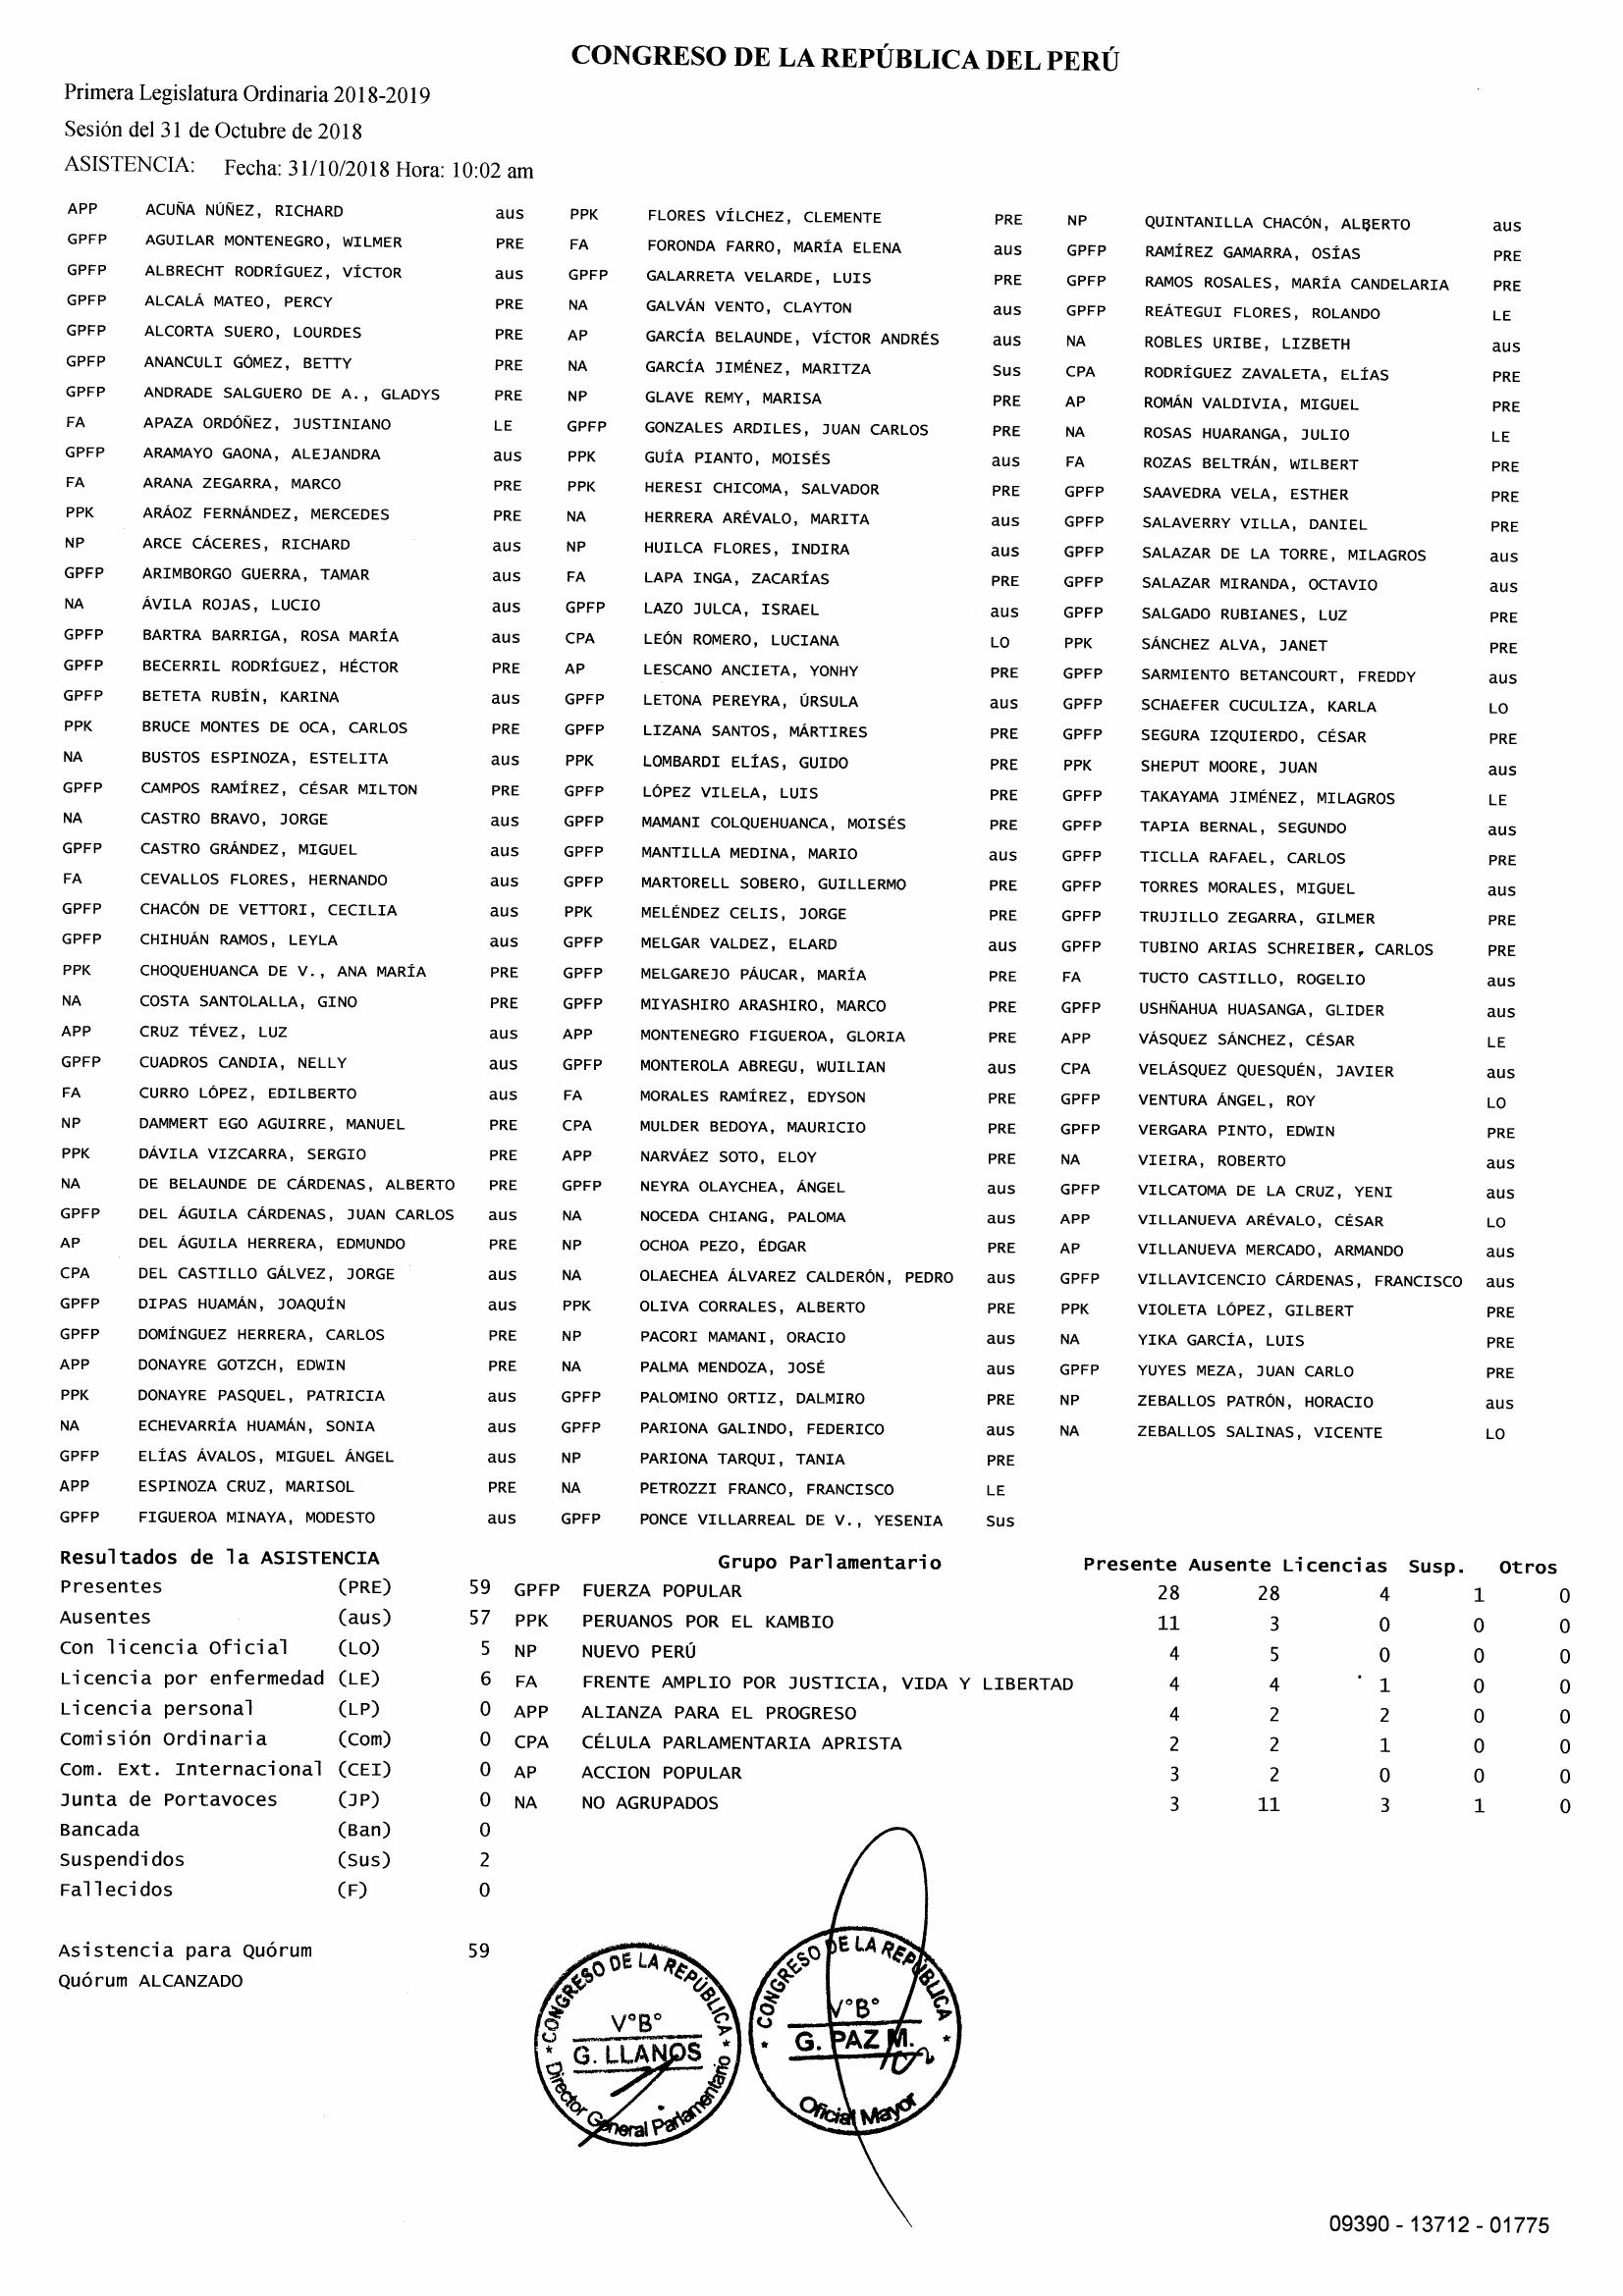 CONGRESO DE LA REPÚBLICA DEL PERÚ
Primera Legislatura Ordinaria 2018-2019
Sesión del 31 de Octubre de 2018
ASISTENCIA: Fecha: 31/10/2018 Hora: 10:02 am
APP ACUÑA NÚÑEZ, RICHARD aus PPK FLORES VÍLCHEZ, CLEMENTE PRE NP QUINTANILLA CHACÓN, ALBERTO aus
GPFP AGUILAR MONTENEGRO, WILMER PRE FA FORONDA FARRO, MARÍA ELENA aus GPFP RAMÍREZ GAMARRA, OSÍAS PRE
GPFP ALBRECHT RODRÍGUEZ, VÍCTOR aus GPFP GALARRETA VELARDE, LUIS PRE GPFP RAMOS ROSALES, MARÍA CANDELARIA PRE
GPFP ALCALÁ MATEO, PERCY PRE NA GALVÁN VENTO, CLAYTON aus GPFP REÁTEGUI FLORES, ROLANDO LE
GPFP ALCORTA SUERO, LOURDES PRE AP GARCÍA BELAUNDE, VÍCTOR ANDRÉS aus NA ROBLES URIBE, LIZBETH aus
GPFP ANANCULI GÓMEZ, BETTY PRE NA GARCÍA JIMÉNEZ, MARITZA Sus CPA RODRÍGUEZ ZAVALETA, ELÍAS PRE
GPFP ANDRADE SALGUERO DE A., GLADYS PRE NP GLAVE REMY, MARISA PRE AP ROMÁN VALDIVIA, MIGUEL PRE
FA APAZA ORDÓÑEZ, JUSTINIANO LE GPFP GONZALES ARDILES, JUAN CARLOS PRE NA ROSAS HUARANGA, JULIO LE
GPFP ARAMAYO GAONA, ALEJANDRA aus PPK GUÍA PIANTO, MOISÉS aus FA ROZAS BELTRÁN, WILBERT PRE
FA ARANA ZEGARRA, MARCO PRE PPK HERESI CHICOMA, SALVADOR PRE GPFP SAAVEDRA VELA, ESTHER PRE
PPK ARÁOZ FERNÁNDEZ, MERCEDES PRE NA HERRERA ARÉVALO, MARITA aus GPFP SALAVERRY VILLA, DANIEL PRE
NP ARCE CÁCERES, RICHARD aus NP HUILCA FLORES, INDIRA aus GPFP SALAZAR DE LA TORRE, MILAGROS aus
GPFP ARIMBORGO GUERRA, TAMAR aus FA LAPA INGA, ZACARÍAS PRE GPFP SALAZAR MIRANDA, OCTAVIO aus
NA ÁVILA ROJAS, LUCIO aus GPFP LAZO JULCA, ISRAEL aus GPFP SALGADO RUBIANES, LUZ PRE
GPFP BARTRA BARRIGA, ROSA MARÍA aus CPA LEÓN ROMERO, LUCIANA LO PPK SÁNCHEZ ALVA, JANET PRE
GPFP BECERRIL RODRÍGUEZ, HÉCTOR PRE AP LESCANO ANCIETA, YONHY PRE GPFP SARMIENTO BETANCOURT, FREDDY aus
GPFP BETETA RUBÍN, KARINA aus GPFP LETONA PEREYRA, ÚRSULA aus GPFP SCHAEFER CUCULIZA, KARLA LO
PPK BRUCE MONTES DE OCA, CARLOS PRE GPFP LIZANA SANTOS, MÁRTIRES PRE GPFP SEGURA IZQUIERDO, CÉSAR PRE
NA BUSTOS ESPINOZA, ESTELITA aus PPK LOMBARDI ELÍAS, GUIDO PRE PPK SHEPUT MOORE, JUAN aus
GPFP CAMPOS RAMÍREZ, CÉSAR MILTON PRE GPFP LÓPEZ VILELA, LUIS PRE GPFP TAKAYAMA JIMÉNEZ, MILAGROS LE
NA CASTRO BRAVO, JORGE aus GPFP MAMANI COLQUEHUANCA, MOISÉS PRE GPFP TAPIA BERNAL, SEGUNDO aus
GPFP CASTRO GRÁNDEZ, MIGUEL aus GPFP MANTILLA MEDINA, MARIO aus GPFP TICLLA RAFAEL, CARLOS PRE
FA CEVALLOS FLORES, HERNANDO aus GPFP MARTORELL SOBERO, GUILLERMO PRE GPFP TORRES MORALES, MIGUEL aus
GPFP CHACÓN DE VETTORI, CECILIA aus PPK MELÉNDEZ CELIS, JORGE PRE GPFP TRUJILLO ZEGARRA, GILMER PRE
GPFP CHIHUÁN RAMOS, LEYLA aus GPFP MELGAR VALDEZ, ELARD aus GPFP TUBINO ARIAS SCHREIBER, CARLOS PRE
PPK CHOQUEHUANCA DE V., ANA MARÍA PRE GPFP MELGAREJO PÁUCAR, MARÍA PRE FA TUCTO CASTILLO, ROGELIO aus
NA COSTA SANTOLALLA, GINO PRE GPFP MIYASHIRO ARASHIRO, MARCO PRE GPFP USHÑAHUA HUASANGA, GLIDER aus
APP CRUZ TÉVEZ, LUZ aus APP MONTENEGRO FIGUEROA, GLORIA PRE APP VÁSQUEZ SÁNCHEZ, CÉSAR LE
GPFP CUADROS CANDIA, NELLY aus GPFP MONTEROLA ABREGU, WUILIAN aus CPA VELÁSQUEZ QUESQUÉN, JAVIER aus
FA CURRO LÓPEZ, EDILBERTO aus FA MORALES RAMÍREZ, EDYSON PRE GPFP VENTURA ÁNGEL, ROY LO
NP DAMMERT EGO AGUIRRE, MANUEL PRE CPA MULDER BEDOYA, MAURICIO PRE GPFP VERGARA PINTO, EDWIN PRE
PPK DÁVILA VIZCARRA, SERGIO PRE APP NARVÁEZ SOTO, ELOY PRE NA VIEIRA, ROBERTO aus
NA DE BELAUNDE DE CÁRDENAS, ALBERTO PRE GPFP NEYRA OLAYCHEA, ÁNGEL aus GPFP VILCATOMA DE LA CRUZ, YENI aus
GPFP DEL ÁGUILA CÁRDENAS, JUAN CARLOS aus NA NOCEDA CHIANG, PALOMA aus APP VILLANUEVA ARÉVALO, CÉSAR LO
AP DEL ÁGUILA HERRERA, EDMUNDO PRE NP OCHOA PEZO, ÉDGAR PRE AP VILLANUEVA MERCADO, ARMANDO aus
CPA DEL CASTILLO GÁLVEZ, JORGE aus NA OLAECHEA ÁLVAREZ CALDERÓN, PEDRO aus GPFP VILLAVICENCIO CÁRDENAS, FRANCISCO aus
GPFP DIPAS HUAMÁN, JOAQUÍN aus PPK OLIVA CORRALES, ALBERTO PRE PPK VIOLETA LÓPEZ, GILBERT PRE
GPFP DOMÍNGUEZ HERRERA, CARLOS PRE NP PACORI MAMANI, ORACIO aus NA YIKA GARCÍA, LUIS PRE
APP DONAYRE GOTZCH, EDWIN PRE NA PALMA MENDOZA, JOSÉ aus GPFP YUYES MEZA, JUAN CARLO PRE
PPK DONAYRE PASQUEL, PATRICIA aus GPFP PALOMINO ORTIZ, DALMIRO PRE NP ZEBALLOS PATRÓN, HORACIO aus
NA ECHEVARRÍA HUAMÁN, SONIA aus GPFP PARIONA GALINDO, FEDERICO aus NA ZEBALLOS SALINAS, VICENTE LO
GPFP ELÍAS ÁVALOS, MIGUEL ÁNGEL aus NP PARIONA TARQUI, TANIA PRE
APP ESPINOZA CRUZ, MARISOL PRE NA PETROZZI FRANCO, FRANCISCO LE
GPFP FIGUEROA MINAYA, MODESTO aus GPFP PONCE VILLARREAL DE V., YESENIA Sus
Resultados de la ASISTENCIA Grupo Parlamentario Presente Ausente Licencias Susp. Otros
Presentes (PRE) 59 GPFP FUERZA POPULAR 28 28 4 1 0
Ausentes (aus) 57 PPK PERUANOS POR EL KAMBIO 11 3 0 0 0
Con licencia Oficial (LO) 5 NP NUEVO PERÚ 4 5 0 0 0
Licencia por enfermedad (LE) 6 FA FRENTE AMPLIO POR JUSTICIA, VIDA Y LIBERTAD 4 4 1 0 0
Licencia personal (LP) 0 APP ALIANZA PARA EL PROGRESO 4 2 2 0 0
Comisión Ordinaria (Com) 0 CPA CÉLULA PARLAMENTARIA APRISTA 2 2 1 0 0
Com. Ext. Internacional (CEI) 0 AP ACCION POPULAR 3 2 0 0 0
Junta de Portavoces (JP) 0 NA NO AGRUPADOS 3 11 3 1 0
Bancada (Ban) 0
Suspendidos (Sus) 2
Fallecidos (F) 0
Asistencia para Quórum 59
Quórum ALCANZADO
CONGRESO DE LA REPÚBLICA
V°B°
G. LLANOS
Director General Parlamentario
CONGRESO DE LA REPÚBLICA
V°B°
G. PAZ M.
Oficial Mayor
09390 - 13712 - 01775